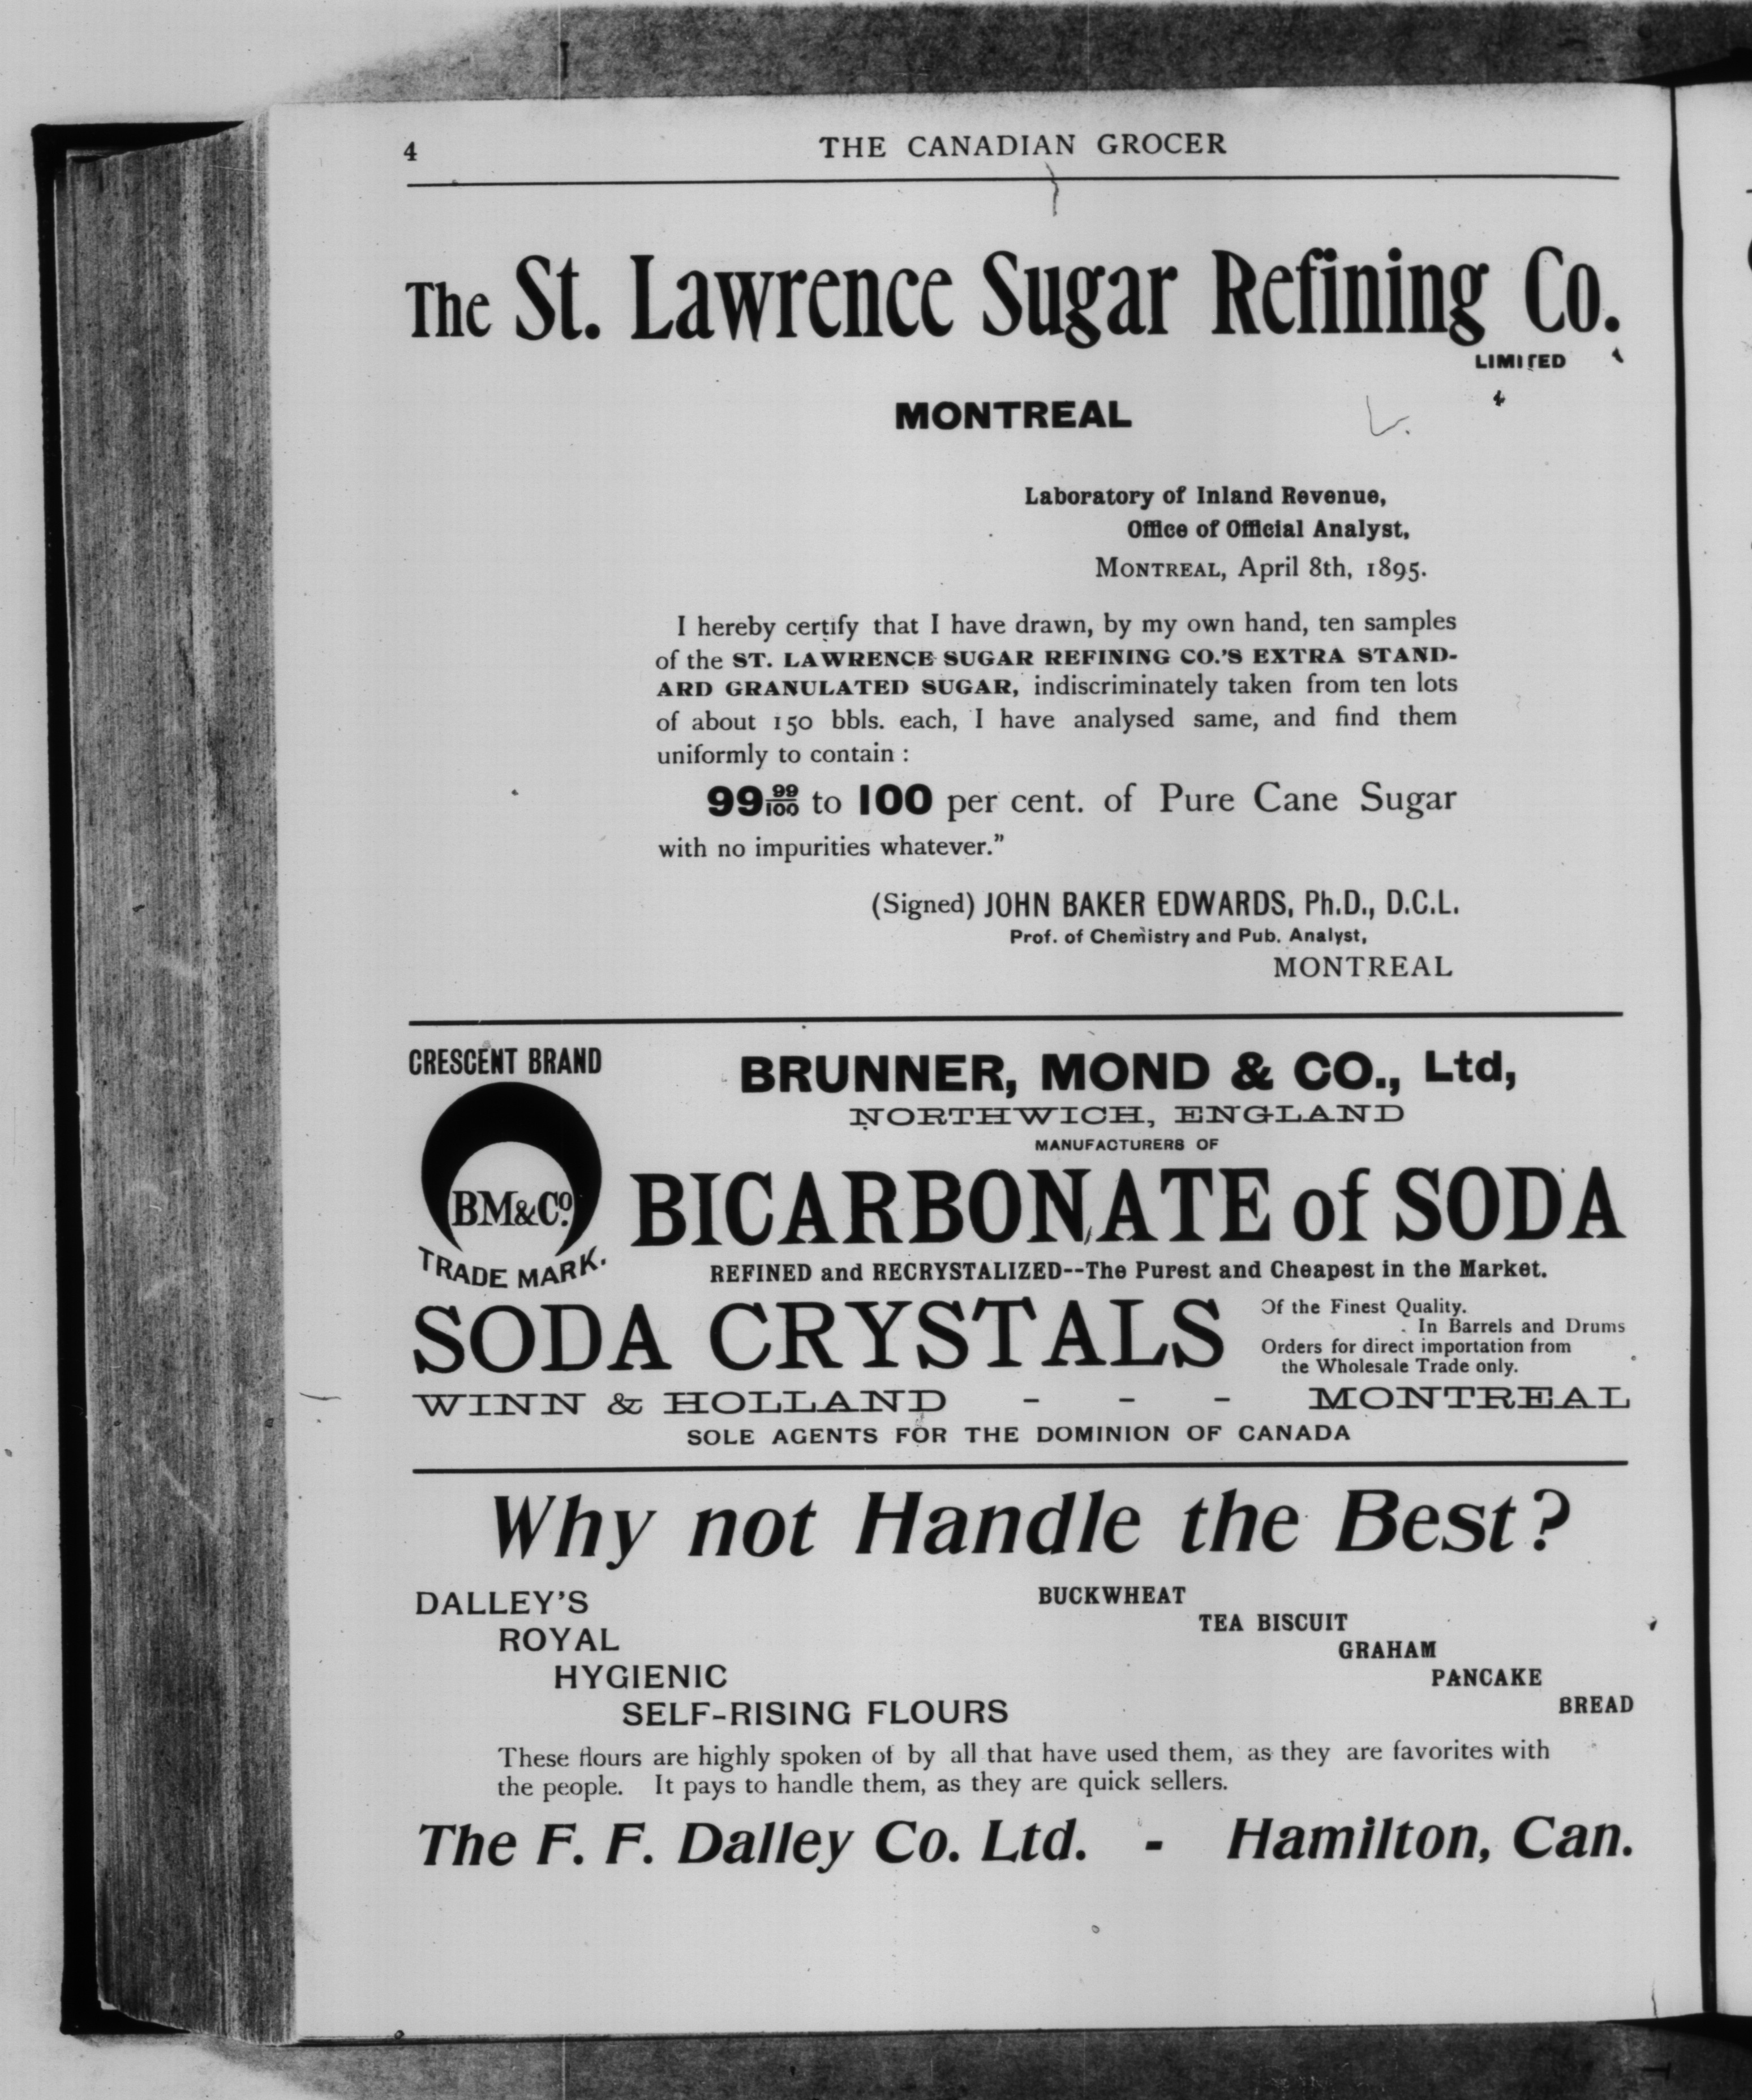 4
THE CANADIAN GROCER
The St. Lawrence Sugar Refining Co.
LIMITED
MONTREAL
Laboratory of Inland Revenue,
Office of Official Analyst,
MONTREAL, April 8th, 1895.
I hereby certify that I have drawn, by my own hand, ten samples
of the ST. LAWRENCE SUGAR REFINING CO.'S EXTRA STAND-
ARD GRANULATED SUGAR, indiscriminately taken from ten lots
of about 150 bbls. each, I have analysed same, and find them
uniformly to contain :
99 99/100 to 100 per cent. of Pure Cane Sugar
with no impurities whatever.”
(Signed) JOHN BAKER EDWARDS, Ph.D., D.C.L.
Prof. of Chemistry and Pub. Analyst,
MONTREAL
CRESCENT BRAND
BM&Co.
TRADE MARK.
BRUNNER, MOND & CO., Ltd,
NORTHWICH, ENGLAND
MANUFACTURERS OF
BICARBONATE of SODA
REFINED and RECRYSTALIZED--The Purest and Cheapest in the Market.
SODA CRYSTALS
Of the Finest Quality.
In Barrels and Drums
Orders for direct importation from
the Wholesale Trade only.
WINN & HOLLAND - - - MONTREAL
SOLE AGENTS FOR THE DOMINION OF CANADA
Why not Handle the Best?
DALLEY'S
ROYAL
HYGIENIC
SELF-RISING FLOURS
BUCKWHEAT
TEA BISCUIT
GRAHAM
PANCAKE
BREAD
These flours are highly spoken of by all that have used them, as they are favorites with
the people. It pays to handle them, as they are quick sellers.
The F. F. Dalley Co. Ltd. - Hamilton, Can.